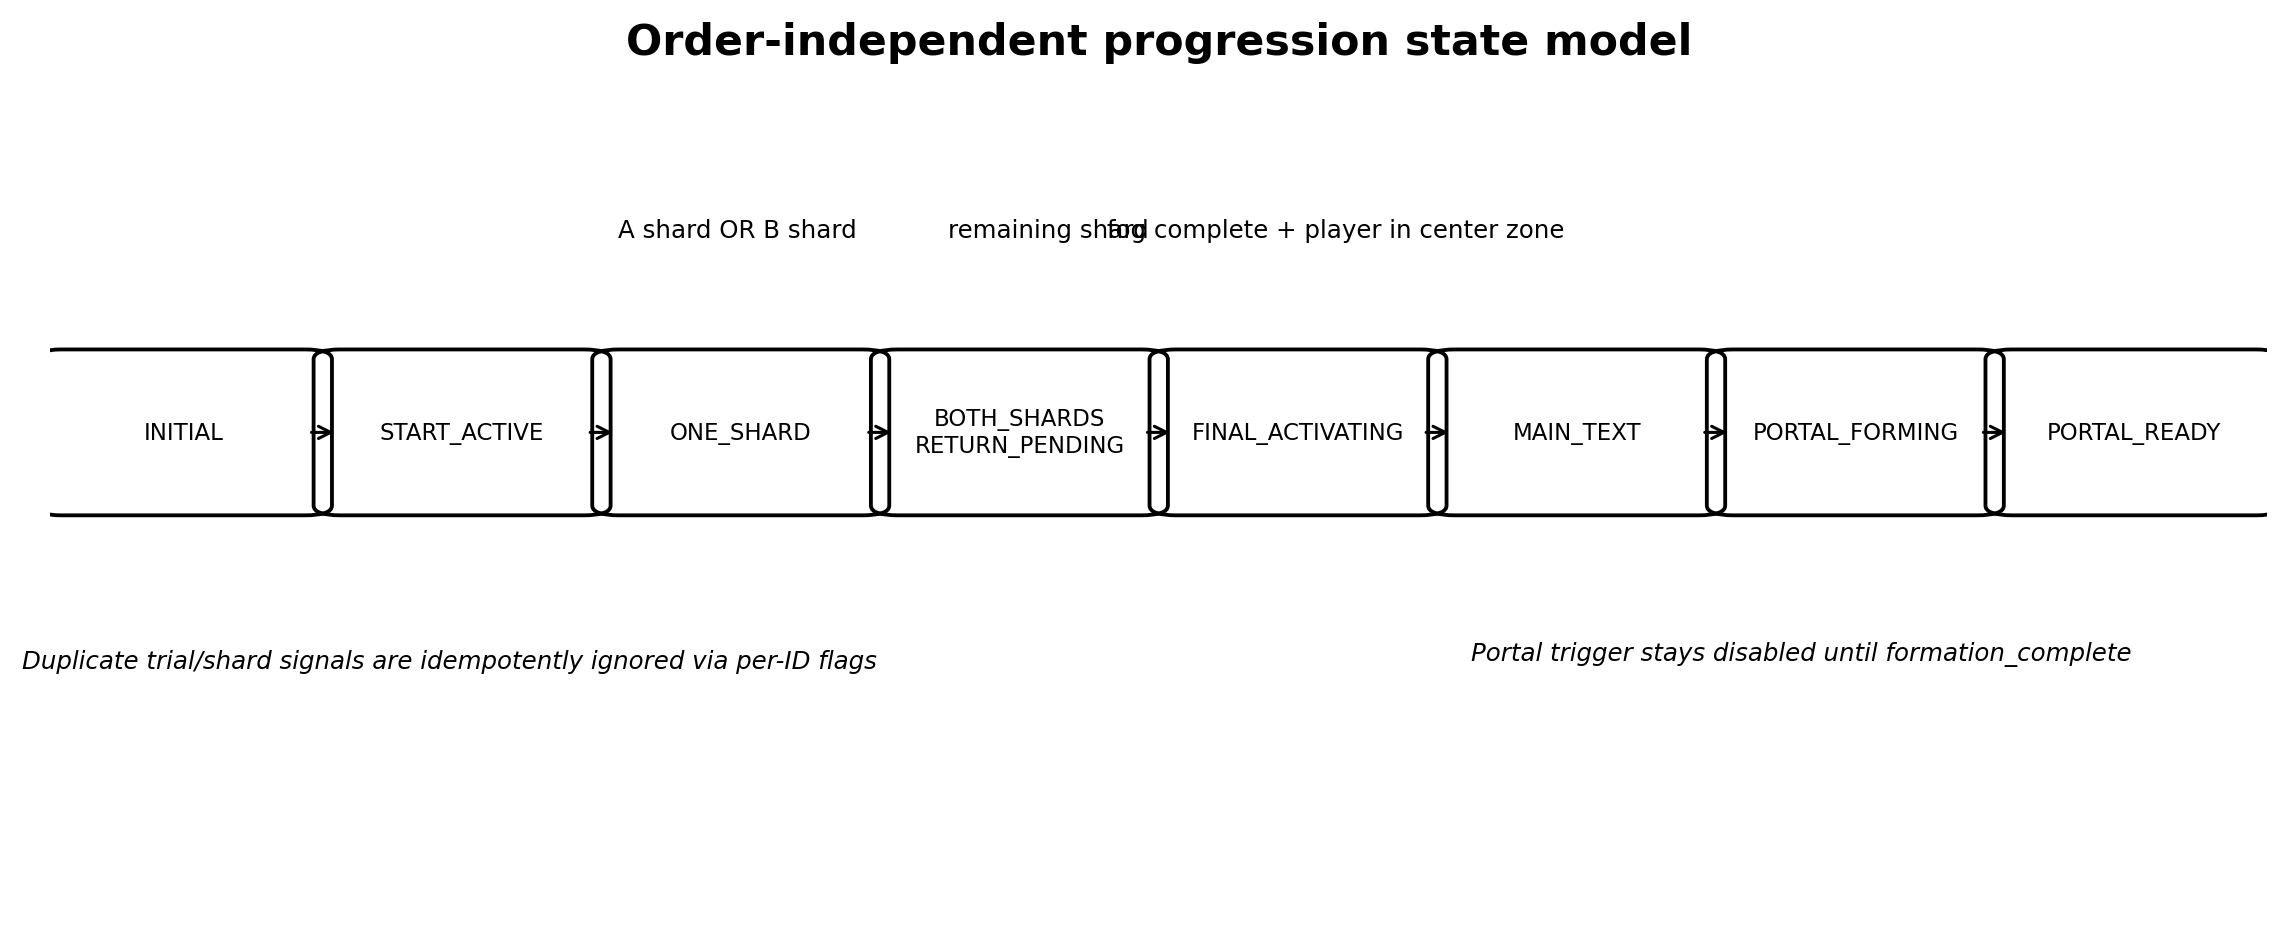 Order-independent progression state model
A shard OR B shard
remaining shard
fog complete + player in center zone
INITIAL
START_ACTIVE
ONE_SHARD
BOTH_SHARDS
RETURN_PENDING
FINAL_ACTIVATING
MAIN_TEXT
PORTAL_FORMING
PORTAL_READY
Duplicate trial/shard signals are idempotently ignored via per-ID flags
Portal trigger stays disabled until formation_complete